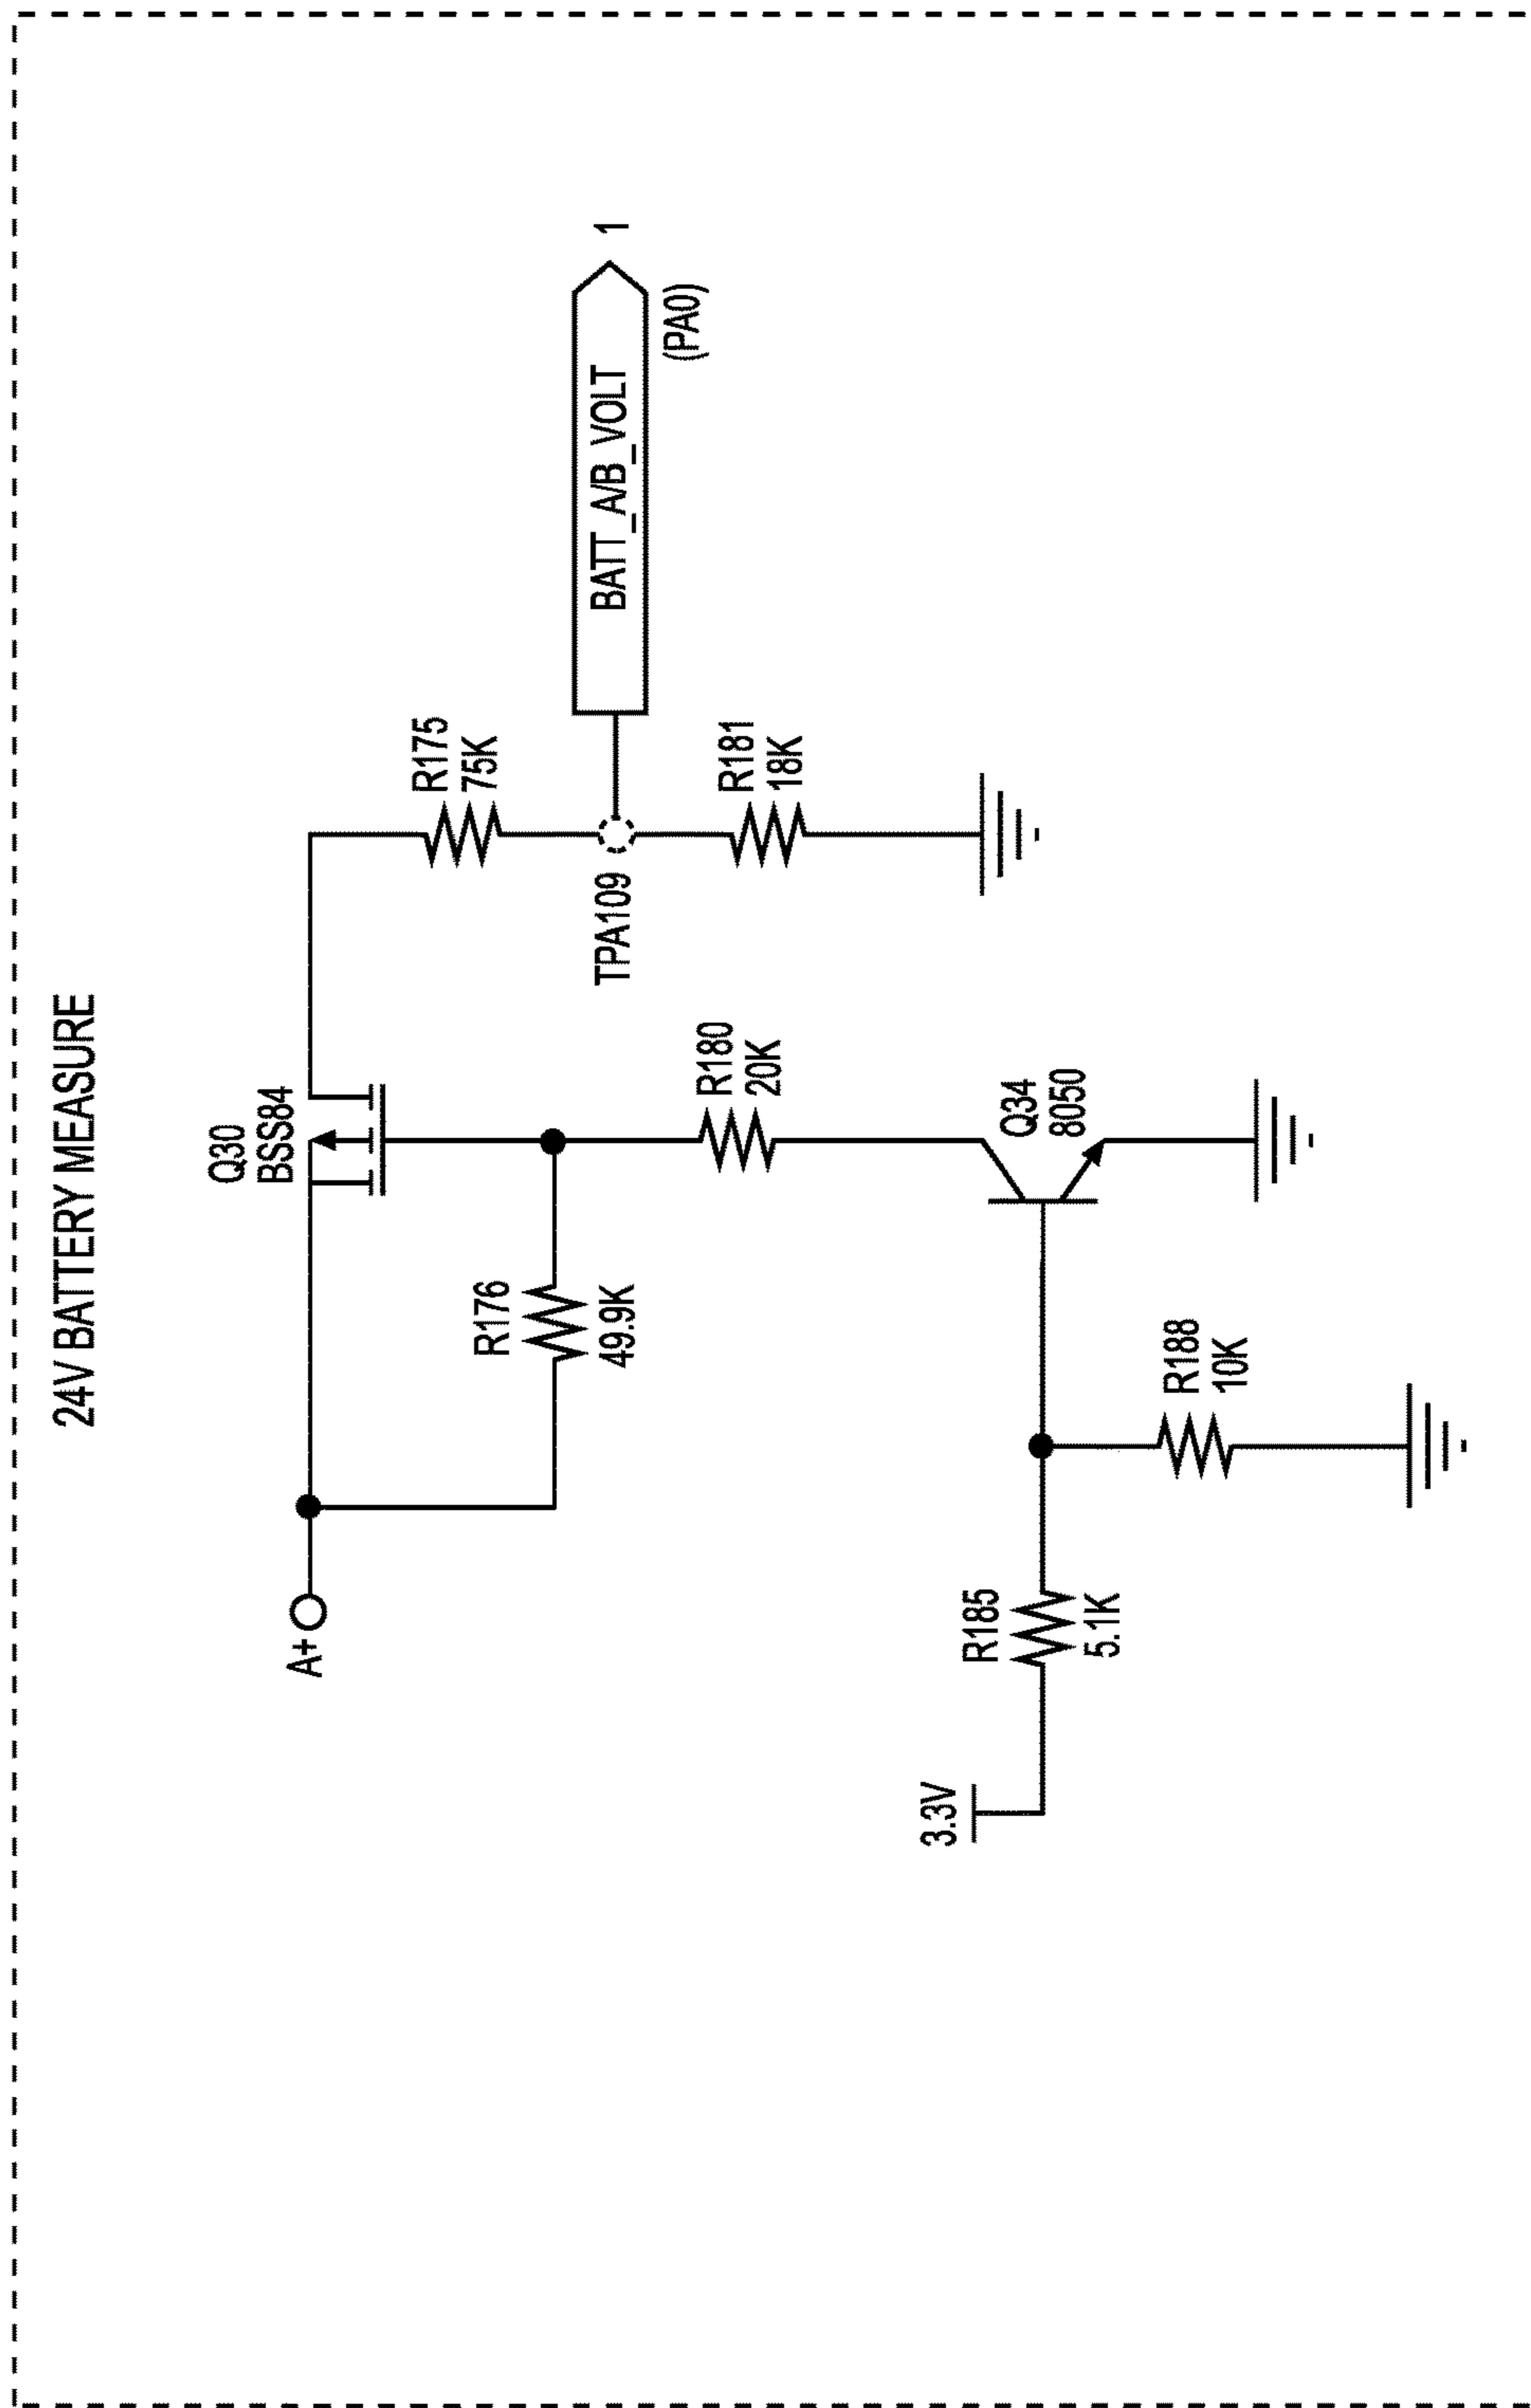 24V BATTERY MEASURE
Q30
BSS84
A+
R176
49.9K
R175
75K
TPA109
BATT_A/B_VOLT
1
(PA0)
R180
20K
R181
18K
3.3V
R185
5.1K
Q34
8050
R188
10K